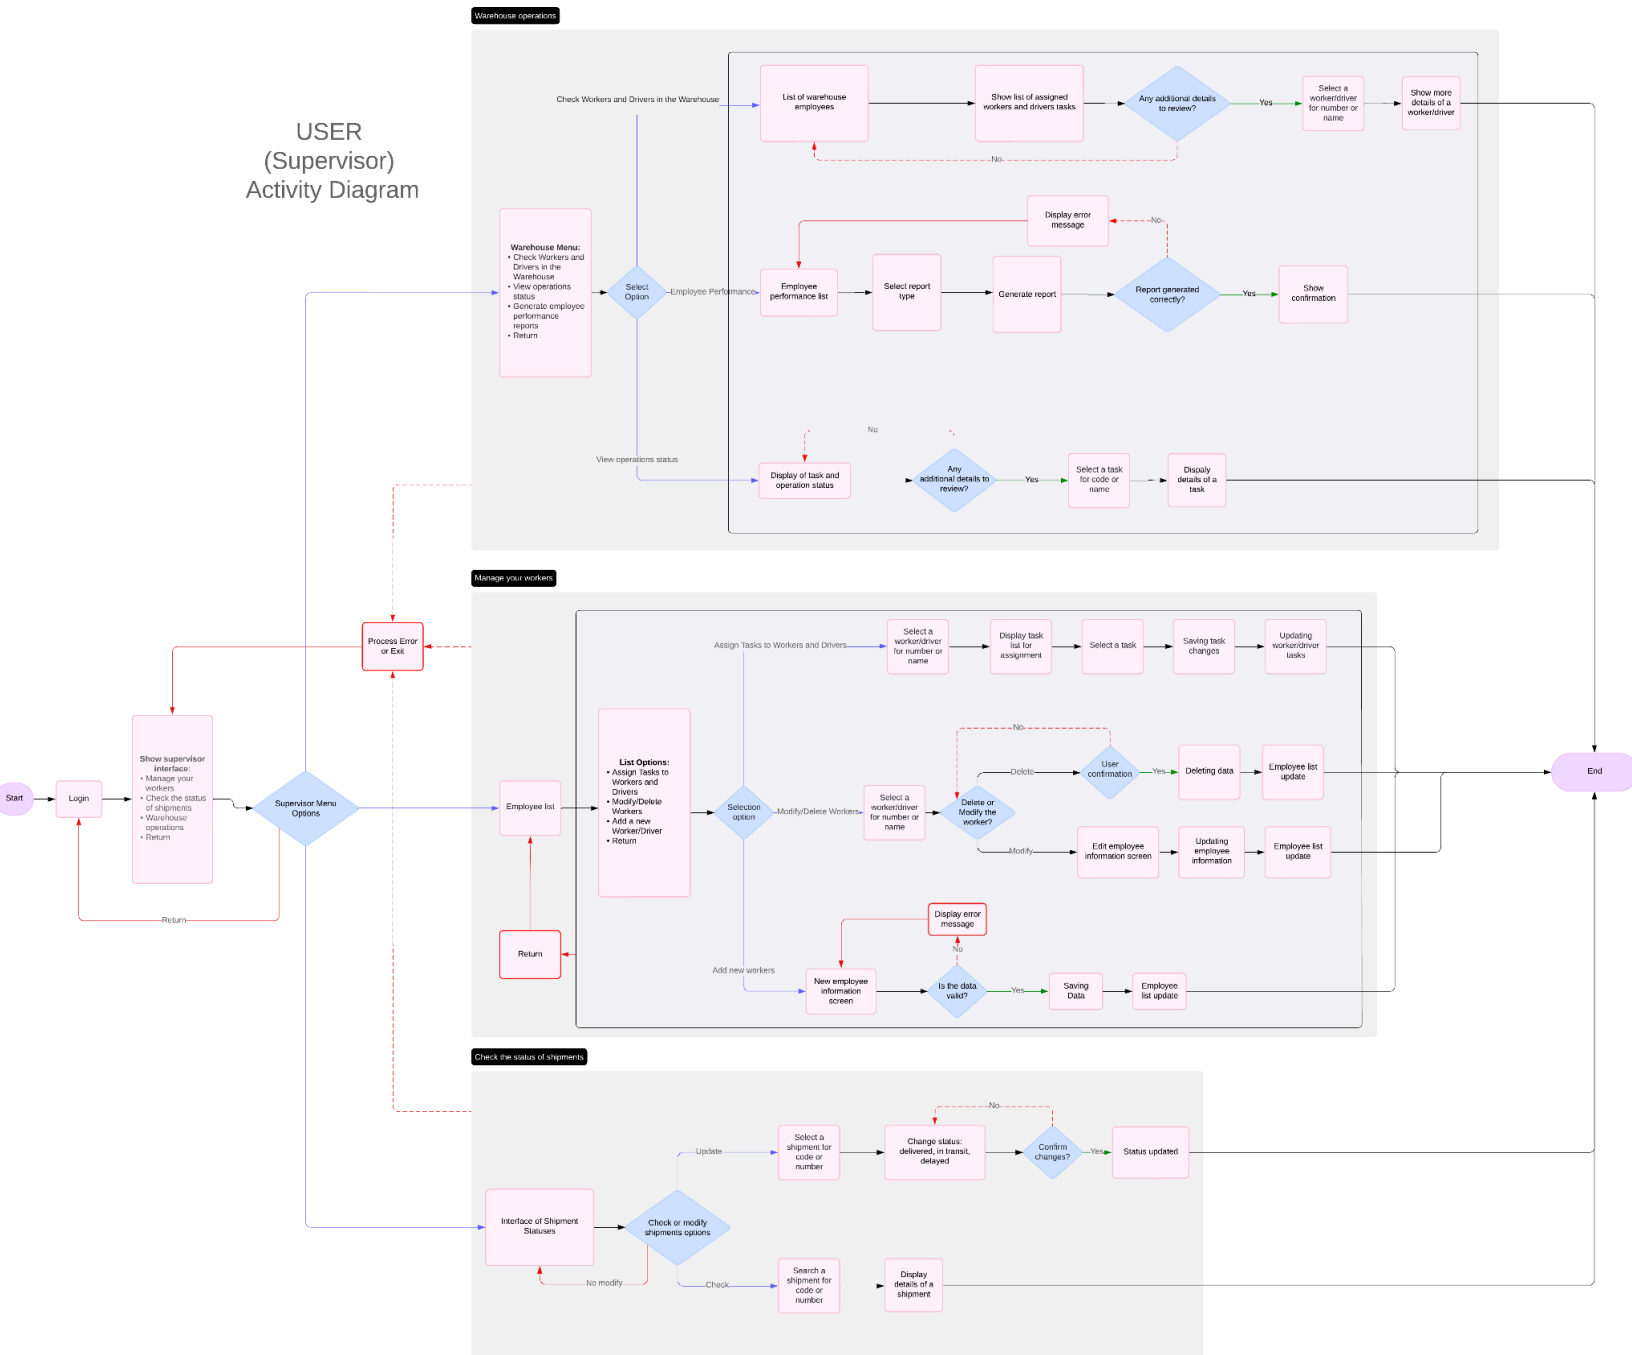 Warehouse operations
USER
(Supervisor)
Activity Diagram
Check Workers and Drivers in the Warehouse
List of warehouse
employees
Show list of assigned
workers and drivers tasks
Any additional details
to review?
Yes
Select a
worker/driver
for number or
name
Show more
details of a
worker/driver
No
Warehouse Menu:
• Check Workers and
Drivers in the
Warehouse
• View operations
status
• Generate employee
performance
reports
• Return
Select
Option
Employee Performance
Display error
message
No
Employee
performance list
Select report
type
Generate report
Report generated
correctly?
Yes
Show
confirmation
No
View operations status
Display of task and
operation status
Any
additional details to
review?
Yes
Select a task
for code or
name
Dispaly
details of a
task
Manage your workers
Process Error
or Exit
Assign Tasks to Workers and Drivers
Select a
worker/driver
for number or
name
Display task
list for
assignment
Select a task
Saving task
changes
Updating
worker/driver
tasks
Start
Login
Show supervisor
interface:
• Manage your
workers
• Check the status
of shipments
• Warehouse
operations
• Return
Supervisor Menu
Options
Return
Employee list
List Options:
• Assign Tasks to
Workers and
Drivers
• Modify/Delete
Workers
• Add a new
Worker/Driver
• Return
Selection
option
Modify/Delete Workers
Select a
worker/driver
for number or
name
Delete or
Modify the
worker?
No
Delete
User
confirmation
Yes
Deleting data
Employee list
update
End
Modify
Edit employee
information screen
Updating
employee
information
Employee list
update
Return
Display error
message
No
Add new workers
New employee
information
screen
Is the data
valid?
Yes
Saving
Data
Employee
list update
Check the status of shipments
No
Update
Select a
shipment for
code or
number
Change status:
delivered, in transit,
delayed
Confirm
changes?
Yes
Status updated
Interface of Shipment
Statuses
Check or modify
shipments options
No modify
Check
Search a
shipment for
code or
number
Display
details of a
shipment